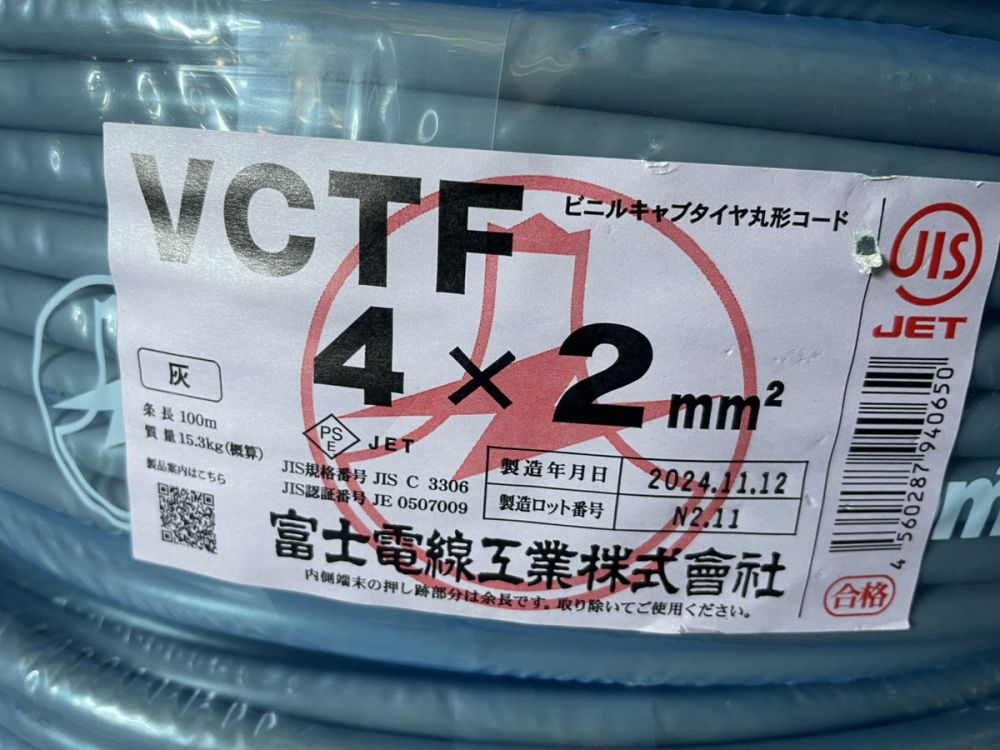 VCTF
ビニルキャブタイヤ丸形コード
4×2mm²
灰
条長 100m
質量 15.3kg(概算)
製品案内はこちら
PS
E
JET
JIS規格番号 JIS C 3306
JIS認証番号 JE 0507009
製造年月日 2024.11.12
製造ロット番号 N2.11
富士電線工業株式會社
内側端末の押し跡部分は余長です。取り除いてご使用ください。
JIS
JET
4560287940650
合格